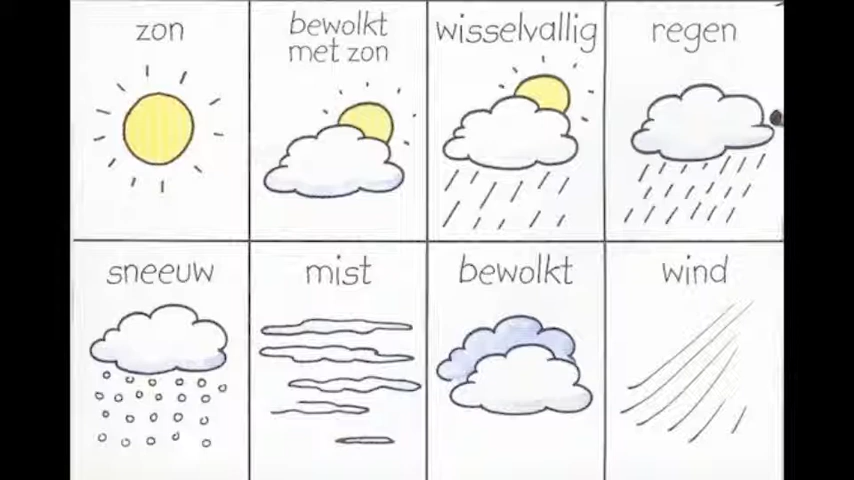 zon
bewolkt
met zon
wisselvallig
regen
sneeuw
mist
bewolkt
wind